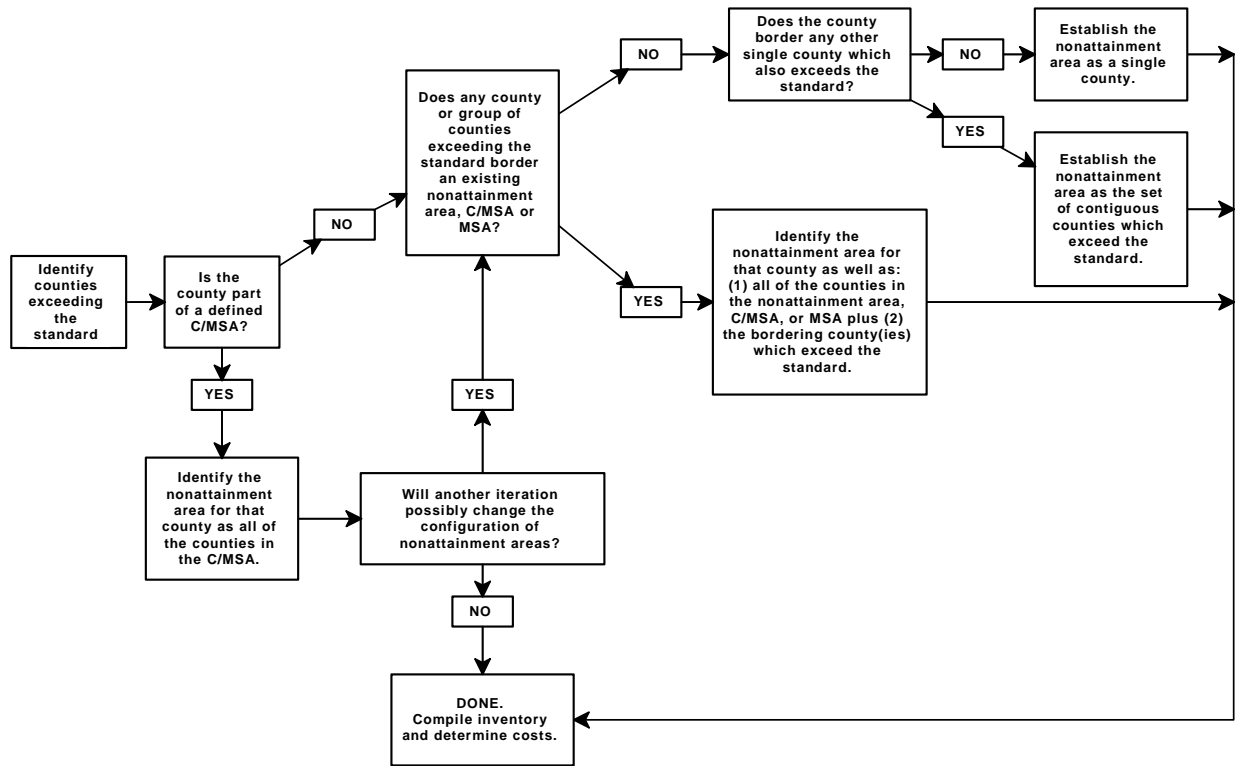 Identify
counties
exceeding
the
standard
Is the
county part
of a defined
C/MSA?
NO
YES
Identify the
nonattainment
area for that
county as all of
the counties in
the C/MSA.
Does any county
or group of
counties
exceeding the
standard border
an existing
nonattainment
area, C/MSA or
MSA?
YES
Will another iteration
possibly change the
configuration of
nonattainment areas?
NO
DONE.
Compile inventory
and determine costs.
NO
Does the county
border any other
single county which
also exceeds the
standard?
NO
Establish the
nonattainment
area as a single
county.
YES
Establish the
nonattainment
area as the set
of contiguous
counties which
exceed the
standard.
YES
Identify the
nonattainment area for
that county as well as:
(1) all of the counties in
the nonattainment area,
C/MSA, or MSA plus (2)
the bordering county(ies)
which exceed the
standard.